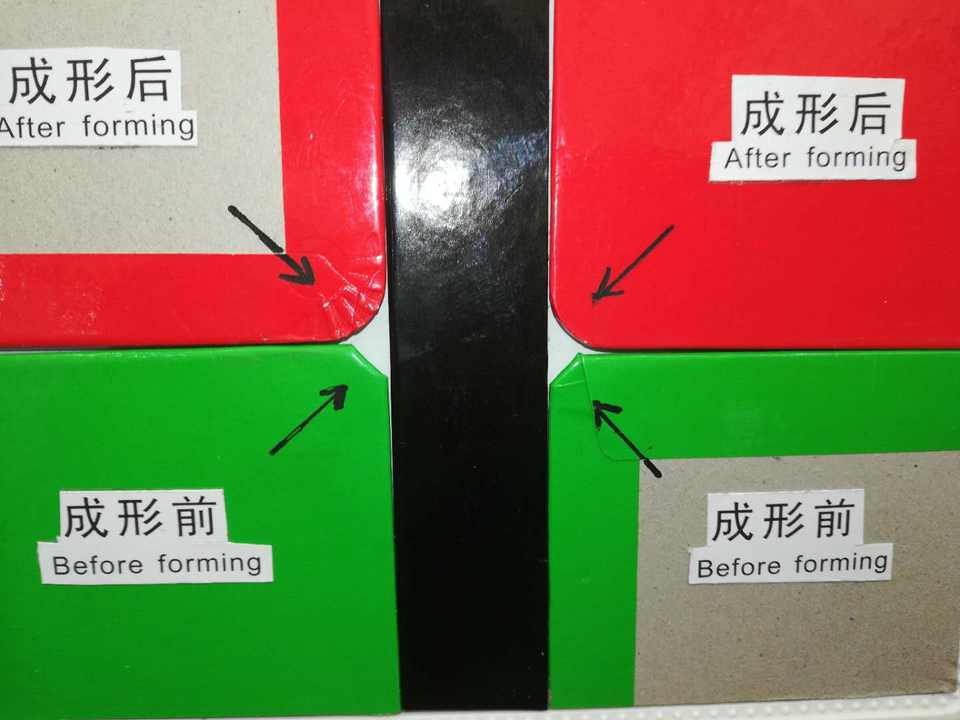 成形后
After forming
成形后
After forming
成形前
Before forming
成形前
Before forming